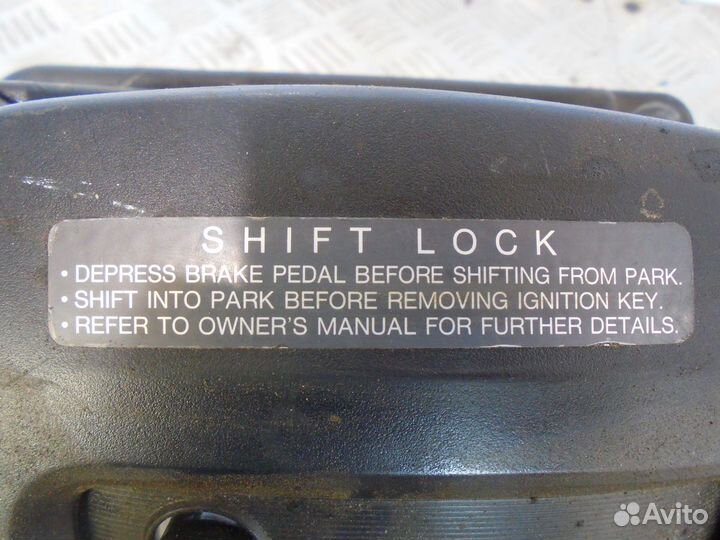 SHIFT LOCK
• DEPRESS BRAKE PEDAL BEFORE SHIFTING FROM PARK.
• SHIFT INTO PARK BEFORE REMOVING IGNITION KEY.
• REFER TO OWNER'S MANUAL FOR FURTHER DETAILS.
Avito